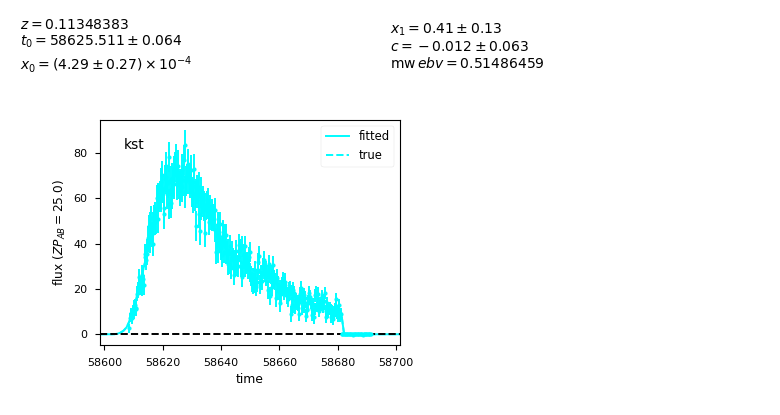 z = 0.11348383
t₀ = 58625.511 ± 0.064
x₀ = (4.29 ± 0.27) × 10⁻⁴
x₁ = 0.41 ± 0.13
c = −0.012 ± 0.063
mw ebv = 0.51486459
kst
fitted
true
flux (ZP_AB = 25.0)
80
60
40
20
0
58600 58620 58640 58660 58680 58700
time